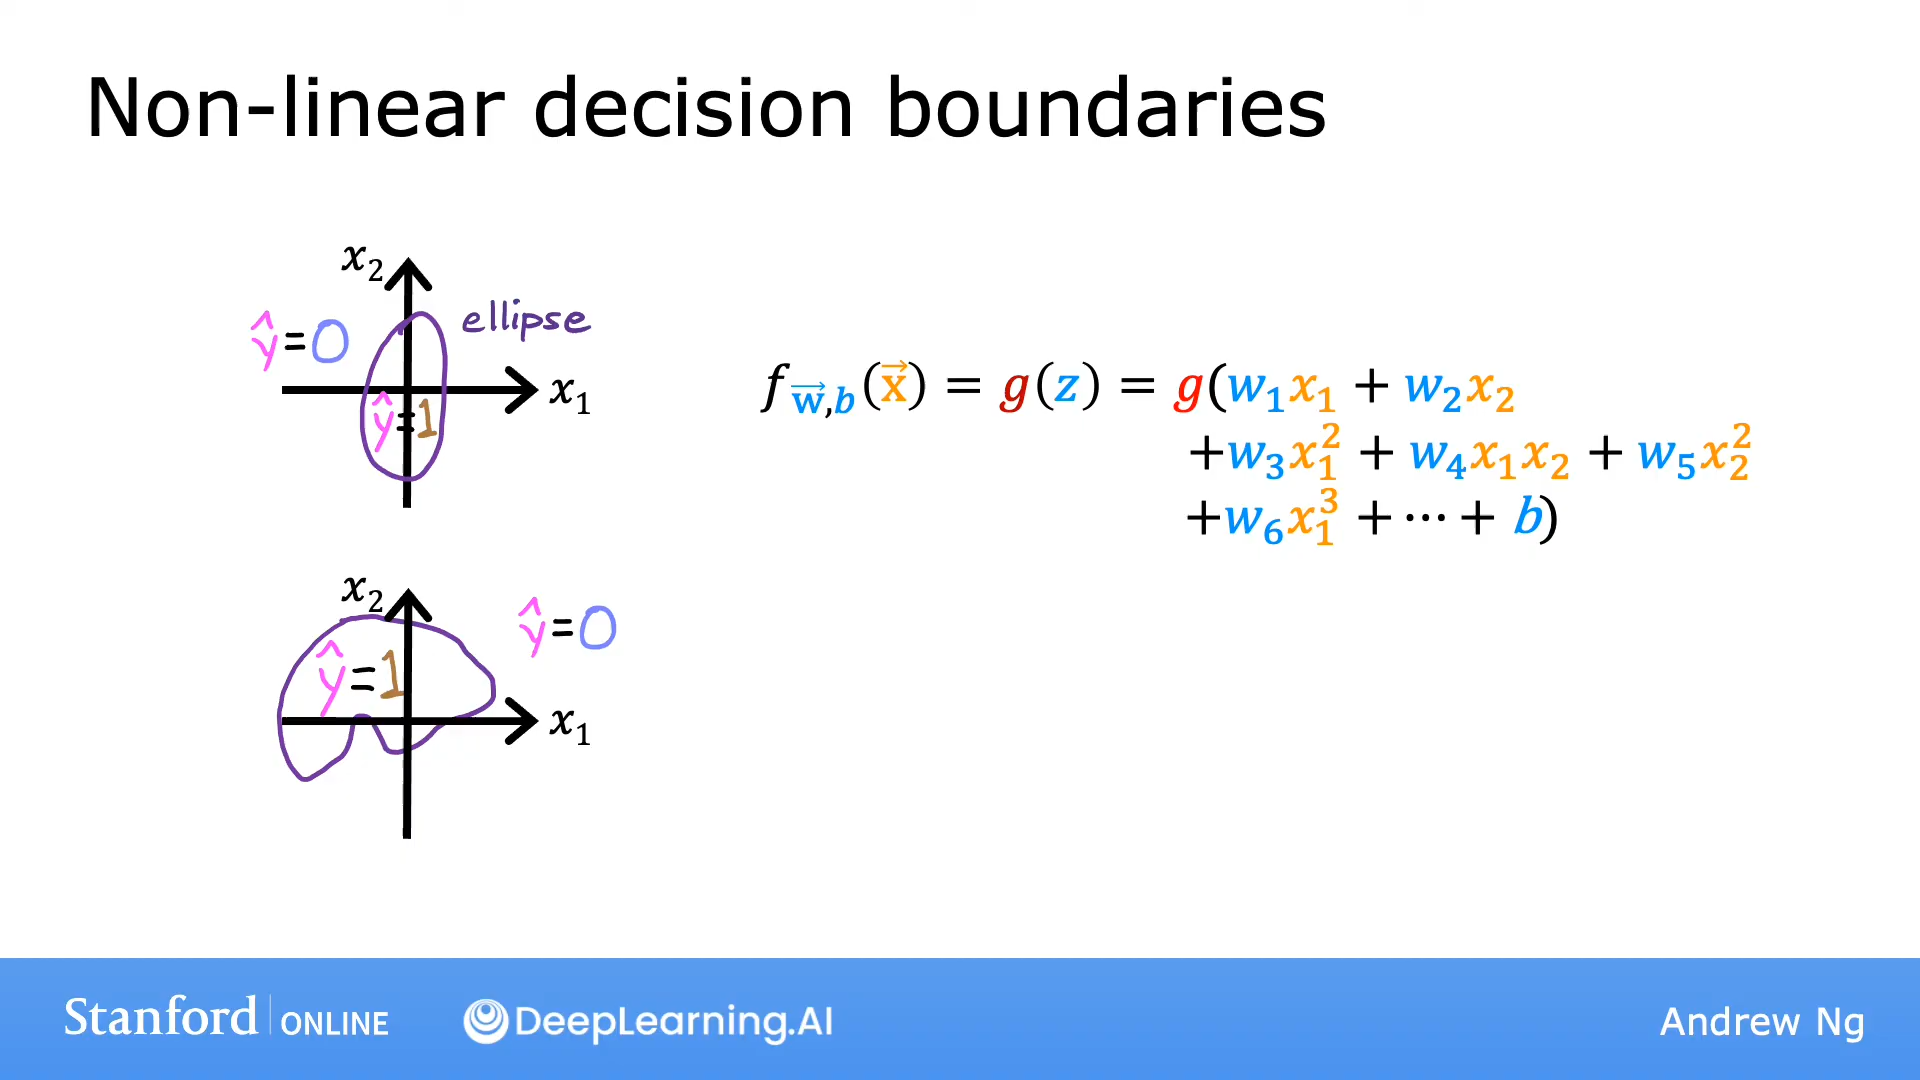 Non-linear decision boundaries
x₂
ŷ=0
ellipse
x₁
ŷ=1
f_{w⃗,b}(x⃗) = g(z) = g(w₁x₁ + w₂x₂
+w₃x₁² + w₄x₁x₂ + w₅x₂²
+w₆x₁³ + ⋯ + b)
x₂
ŷ=0
ŷ=1
x₁
Stanford | ONLINE
DeepLearning.AI
Andrew Ng